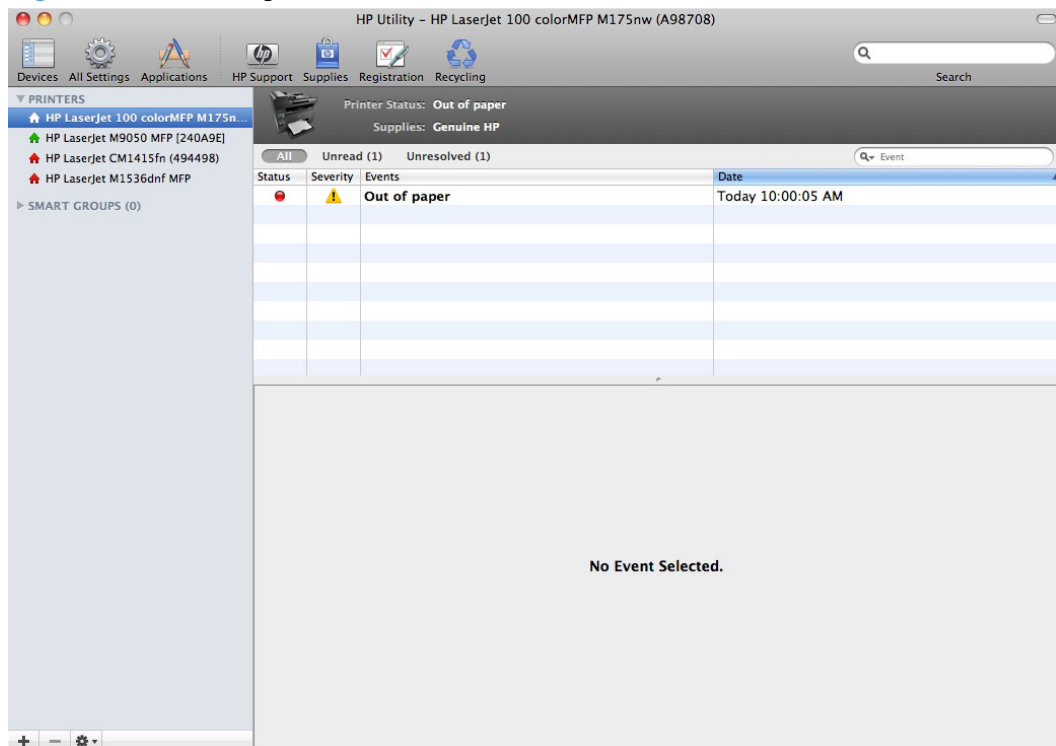 HP Utility – HP LaserJet 100 colorMFP M175nw (A98708)
Devices All Settings Applications HP Support Supplies Registration Recycling Search
PRINTERS
HP LaserJet 100 colorMFP M175n...
HP LaserJet M9050 MFP [240A9E]
HP LaserJet CM1415fn (494498)
HP LaserJet M1536dnf MFP
SMART GROUPS (0)
Printer Status: Out of paper
Supplies: Genuine HP
All Unread (1) Unresolved (1) Event
Status Severity Events Date
Out of paper Today 10:00:05 AM
No Event Selected.